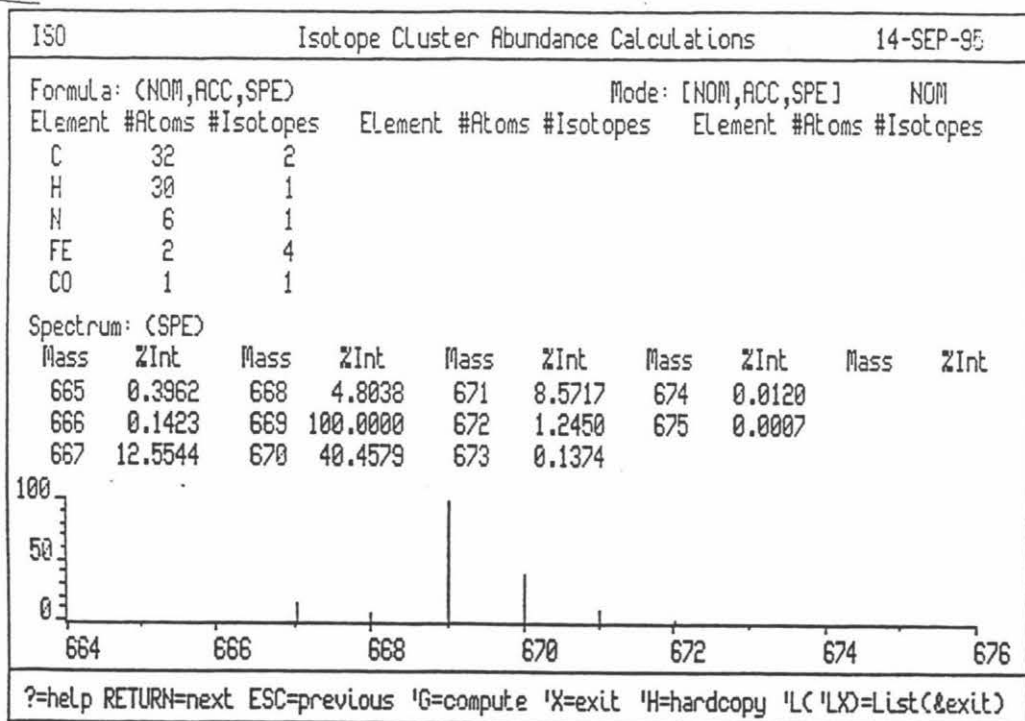 ISO Isotope Cluster Abundance Calculations 14-SEP-95
Formula: (NOM,ACC,SPE) Mode: [NOM,ACC,SPE] NOM
Element #Atoms #Isotopes Element #Atoms #Isotopes Element #Atoms #Isotopes
C 32 2
H 30 1
N 6 1
FE 2 4
CO 1 1
Spectrum: (SPE)
Mass %Int Mass %Int Mass %Int Mass %Int Mass %Int
665 0.3962 668 4.8038 671 8.5717 674 0.0120
666 0.1423 669 100.0000 672 1.2450 675 0.0007
667 12.5544 670 40.4579 673 0.1374
100
50
0
664 666 668 670 672 674 676
?=help RETURN=next ESC=previous 'G=compute 'X=exit 'H=hardcopy 'L('LX)=List(&exit)